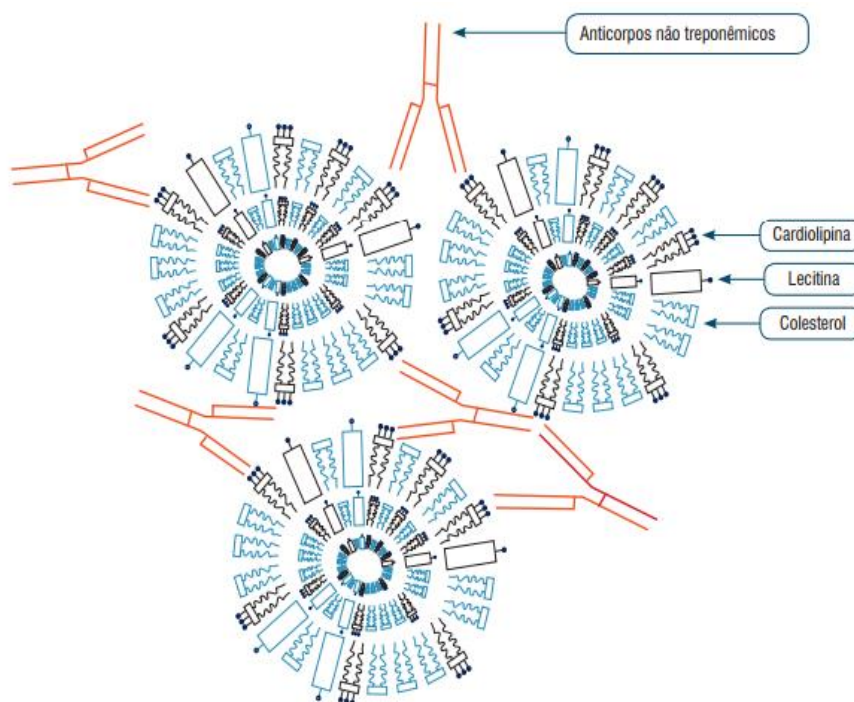 Anticorpos não treponêmicos
Cardiolipina
Lecitina
Colesterol